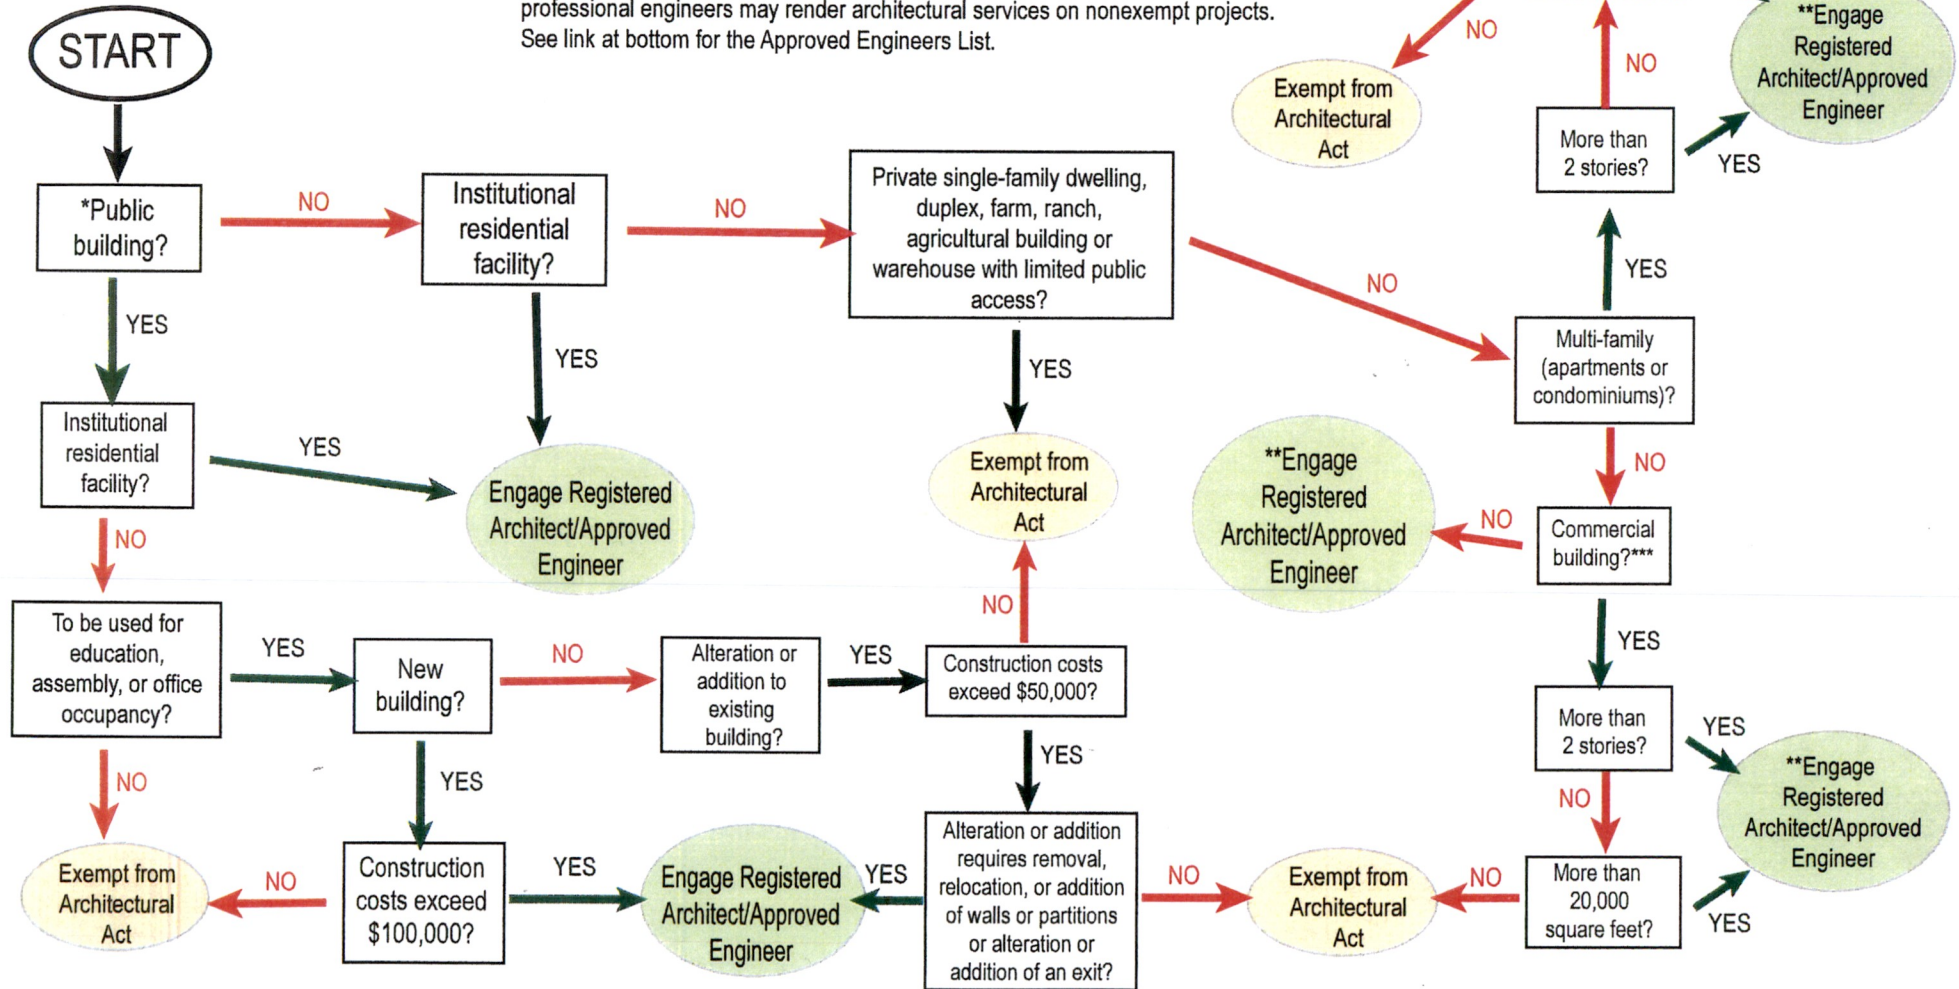 professional engineers may render architectural services on nonexempt projects.
See link at bottom for the Approved Engineers List.
START
**Engage
Registered
Architect/Approved
Engineer
NO
NO
Exempt from
Architectural
Act
More than
2 stories?
YES
*Public
building?
NO
Institutional
residential
facility?
NO
Private single-family dwelling,
duplex, farm, ranch,
agricultural building or
warehouse with limited public
access?
NO
YES
YES
YES
YES
Multi-family
(apartments or
condominiums)?
Institutional
residential
facility?
YES
Engage Registered
Architect/Approved
Engineer
Exempt from
Architectural
Act
**Engage
Registered
Architect/Approved
Engineer
NO
NO
Commercial
building?***
NO
To be used for
education,
assembly, or office
occupancy?
YES
New
building?
NO
Alteration or
addition to
existing
building?
YES
Construction costs
exceed $50,000?
NO
YES
More than
2 stories?
YES
**Engage
Registered
Architect/Approved
Engineer
NO
YES
YES
NO
Exempt from
Architectural
Act
NO
Construction
costs exceed
$100,000?
YES
Engage Registered
Architect/Approved
Engineer
YES
Alteration or addition
requires removal,
relocation, or addition
of walls or partitions
or alteration or
addition of an exit?
NO
Exempt from
Architectural
Act
NO
More than
20,000
square feet?
YES